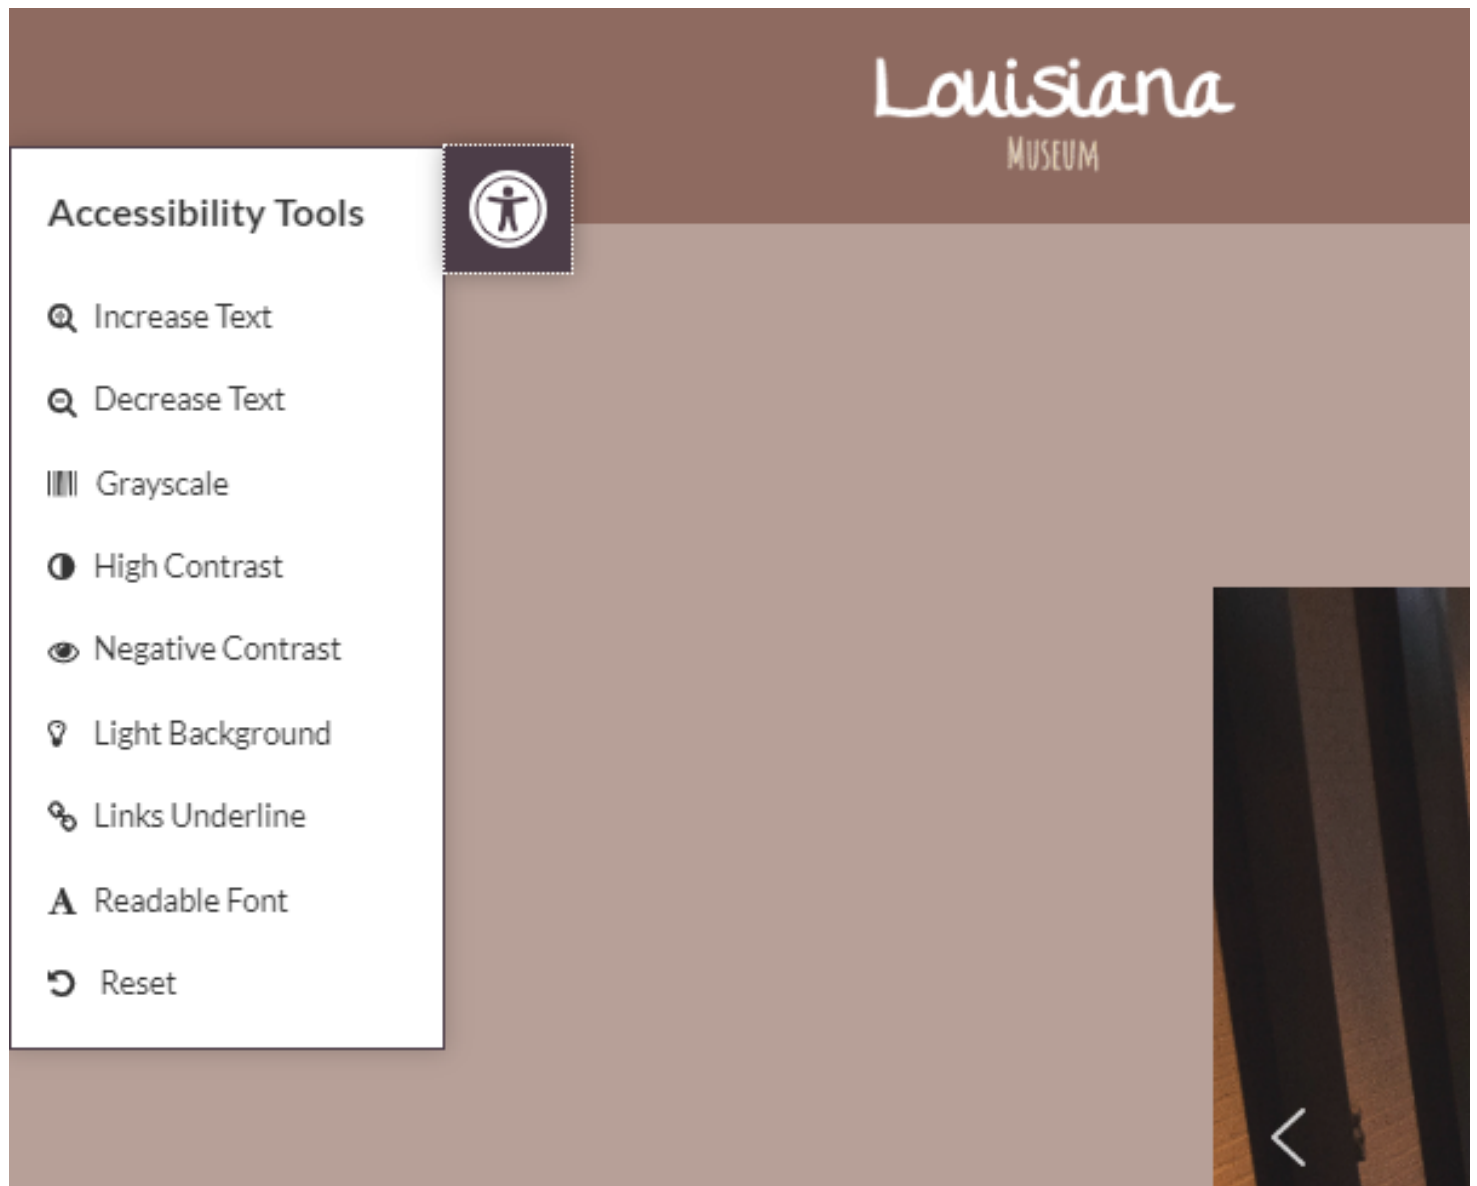 Louisiana
MUSEUM
Accessibility Tools
Increase Text
Decrease Text
Grayscale
High Contrast
Negative Contrast
Light Background
Links Underline
Readable Font
Reset